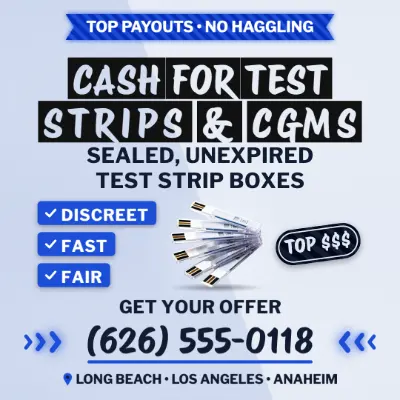 TOP PAYOUTS • NO HAGGLING
CASH FOR TEST
STRIPS & CGMS
SEALED, UNEXPIRED
TEST STRIP BOXES
DISCREET
FAST
FAIR
TOP $$$
GET YOUR OFFER
(626) 555-0118
LONG BEACH • LOS ANGELES • ANAHEIM